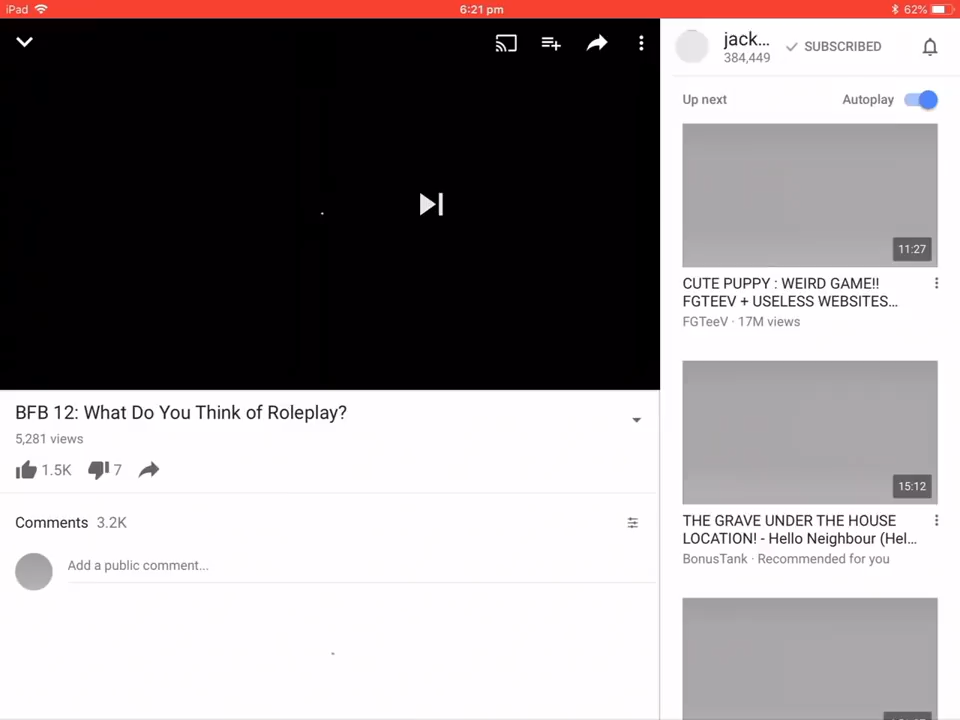 iPad 6:21 pm 62%
jack...
384,449
SUBSCRIBED
Up next Autoplay
11:27
CUTE PUPPY : WEIRD GAME!!
FGTEEV + USELESS WEBSITES...
FGTeeV · 17M views
15:12
THE GRAVE UNDER THE HOUSE
LOCATION! - Hello Neighbour (Hel...
BonusTank · Recommended for you
BFB 12: What Do You Think of Roleplay?
5,281 views
1.5K 7
Comments 3.2K
Add a public comment...